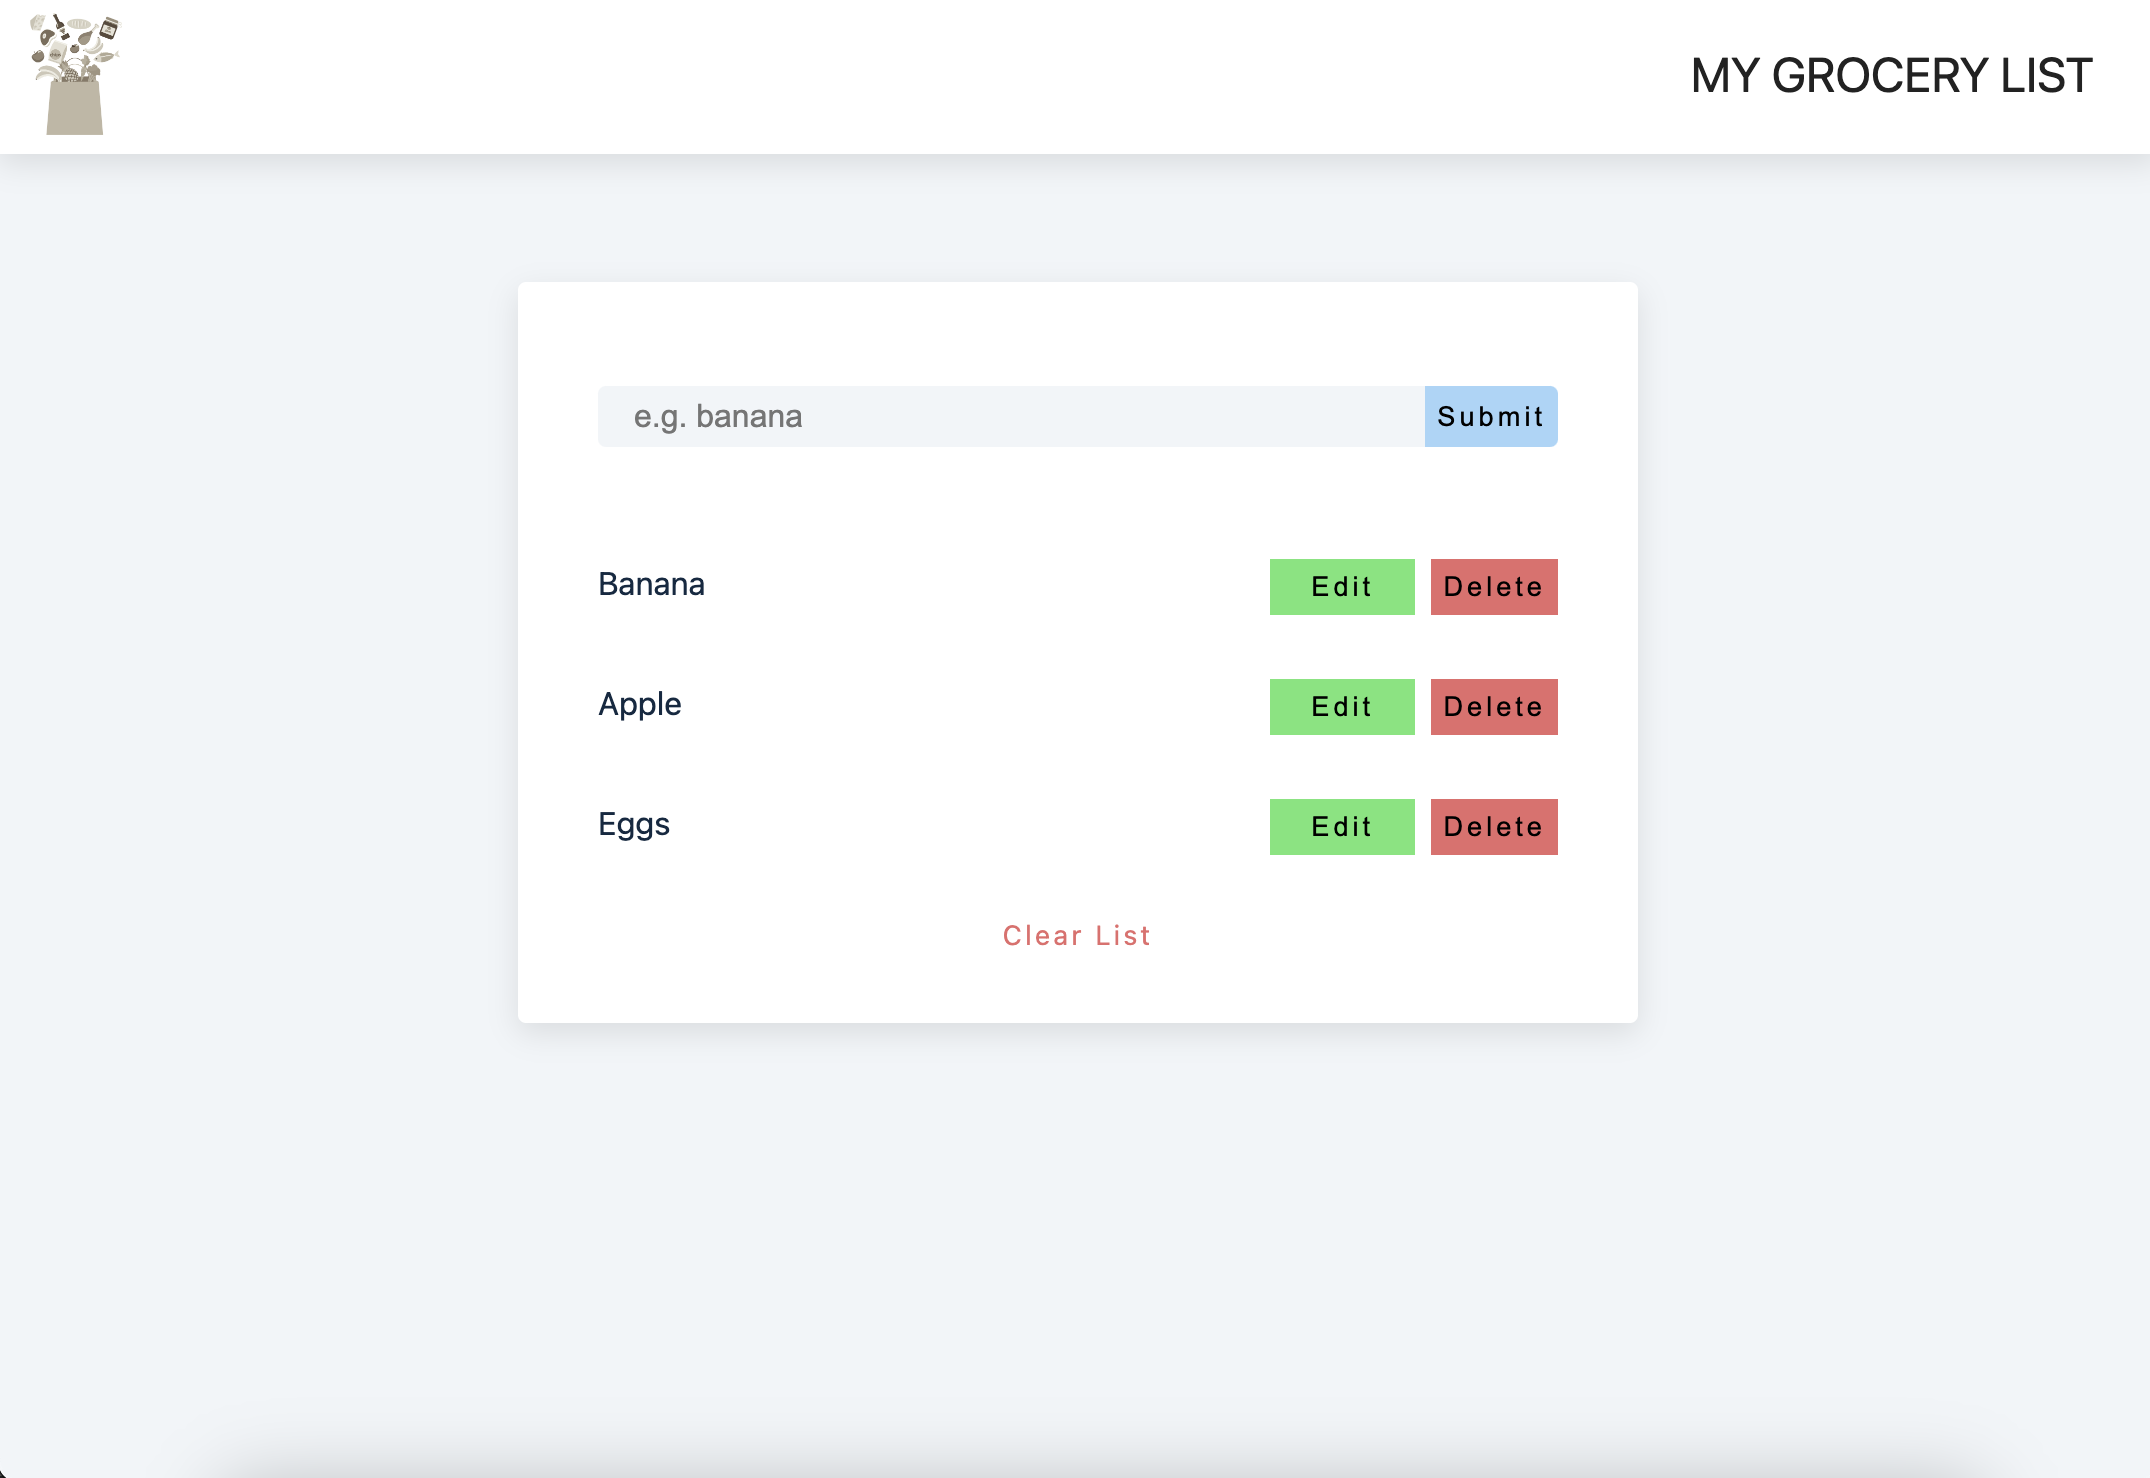 MY GROCERY LIST
e.g. banana Submit
Banana Edit Delete
Apple Edit Delete
Eggs Edit Delete
Clear List